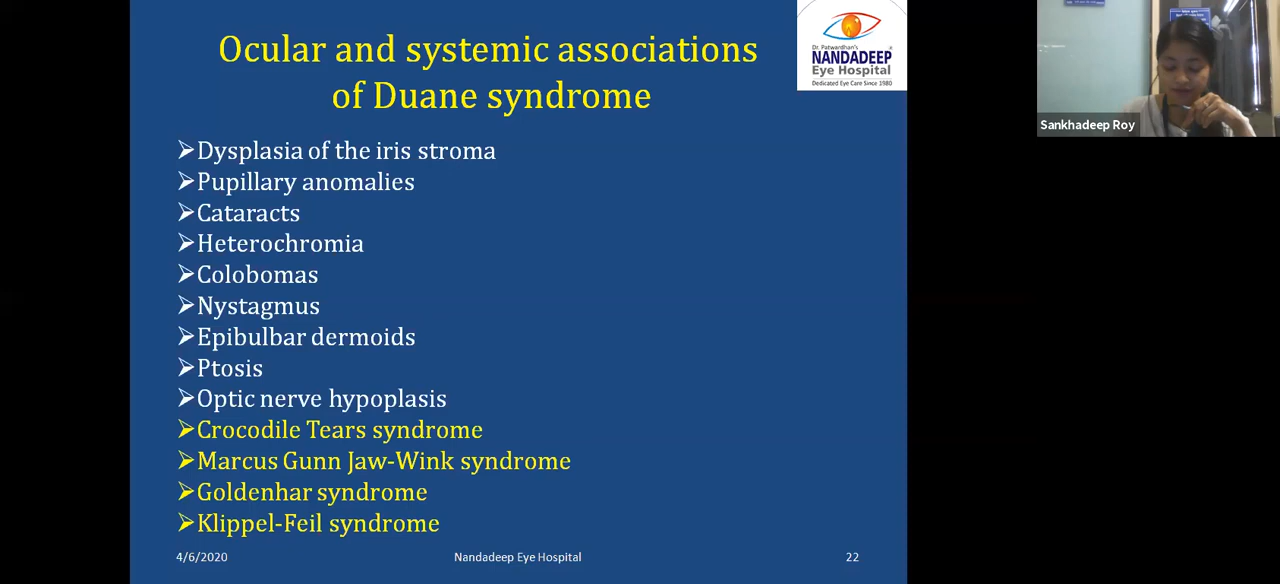 Ocular and systemic associations
of Duane syndrome
Dr. Patwardhan's
NANDADEEP
Eye Hospital
Dedicated Eye Care Since 1980
Sankhadeep Roy
➢Dysplasia of the iris stroma
➢Pupillary anomalies
➢Cataracts
➢Heterochromia
➢Colobomas
➢Nystagmus
➢Epibulbar dermoids
➢Ptosis
➢Optic nerve hypoplasis
➢Crocodile Tears syndrome
➢Marcus Gunn Jaw-Wink syndrome
➢Goldenhar syndrome
➢Klippel-Feil syndrome
4/6/2020
Nandadeep Eye Hospital
22